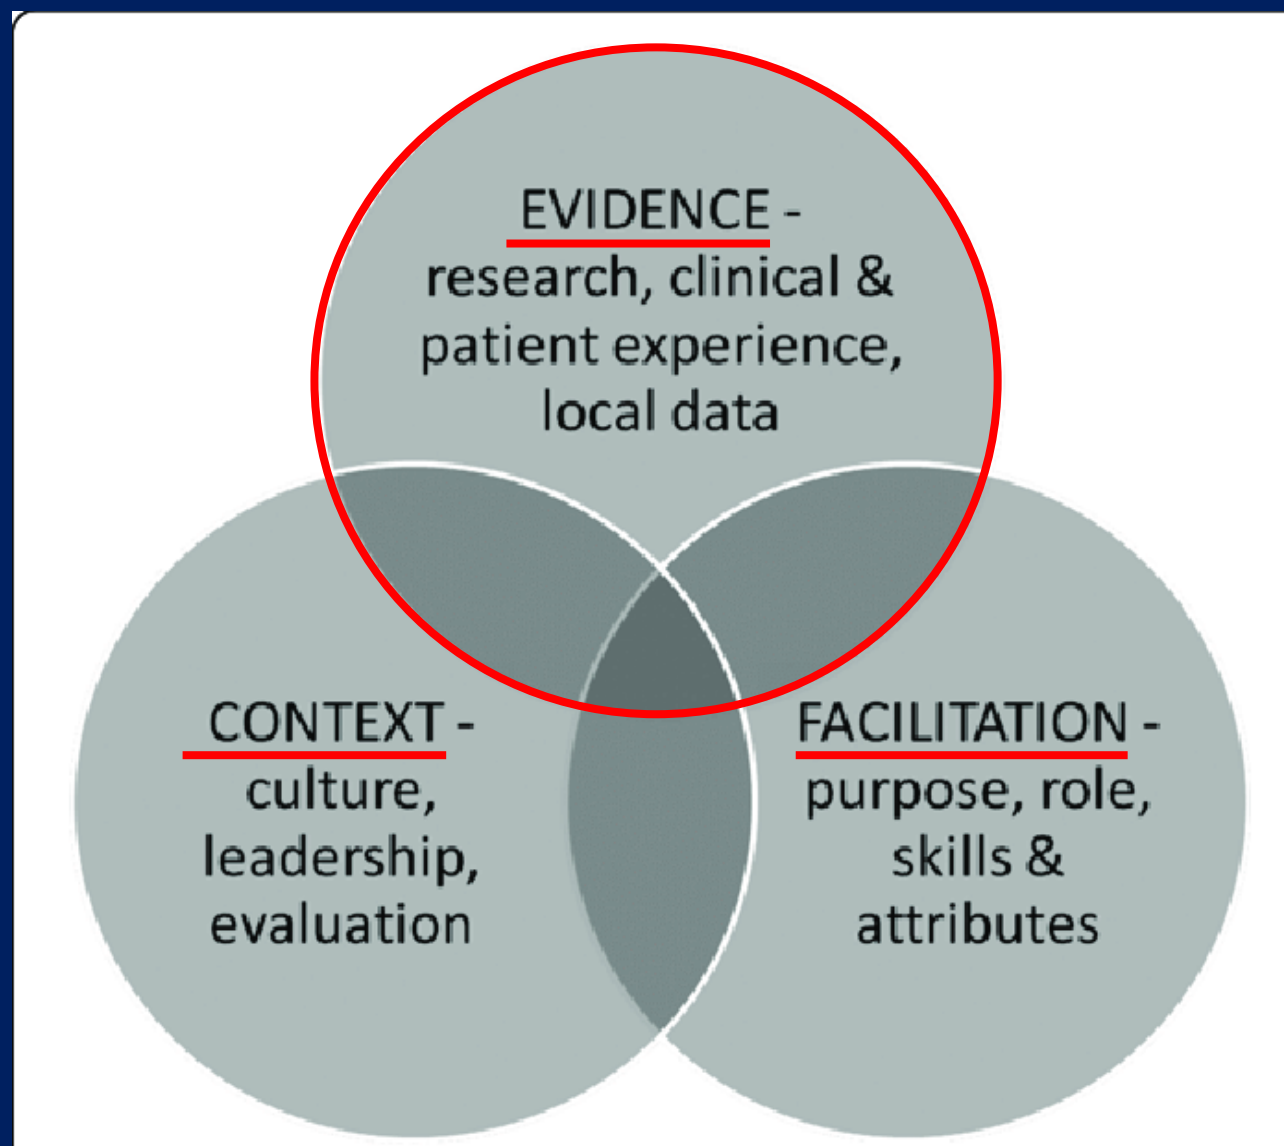 EVIDENCE -
research, clinical &
patient experience,
local data
CONTEXT -
culture,
leadership,
evaluation
FACILITATION -
purpose, role,
skills &
attributes